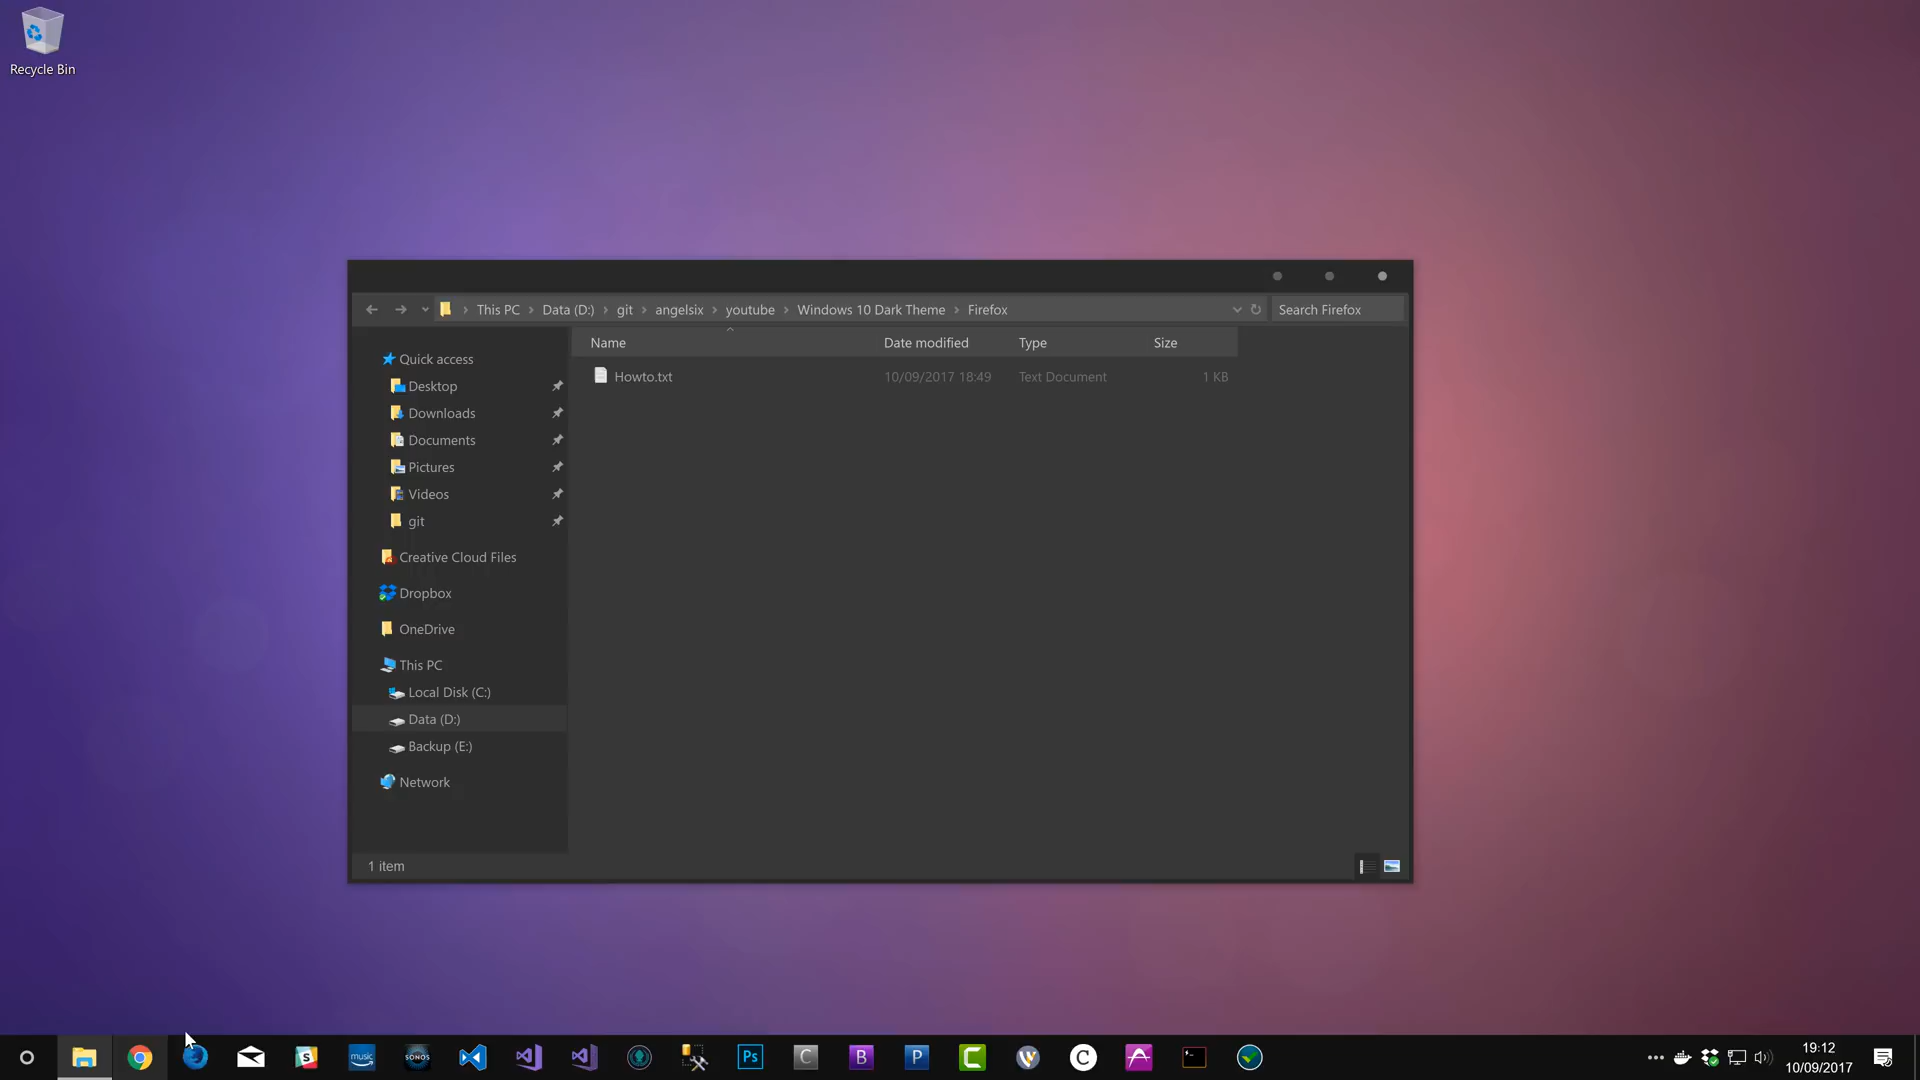 Recycle Bin
This PC
Data (D:)
git
angelsix
youtube
Windows 10 Dark Theme
Firefox
Search Firefox
Name
Date modified
Type
Size
Howto.txt
10/09/2017 18:49
Text Document
1 KB
Quick access
Desktop
Downloads
Documents
Pictures
Videos
git
Creative Cloud Files
Dropbox
OneDrive
This PC
Local Disk (C:)
Data (D:)
Backup (E:)
Network
1 item
music
SONOS
Ps
C
B
P
C
C
19:12
10/09/2017